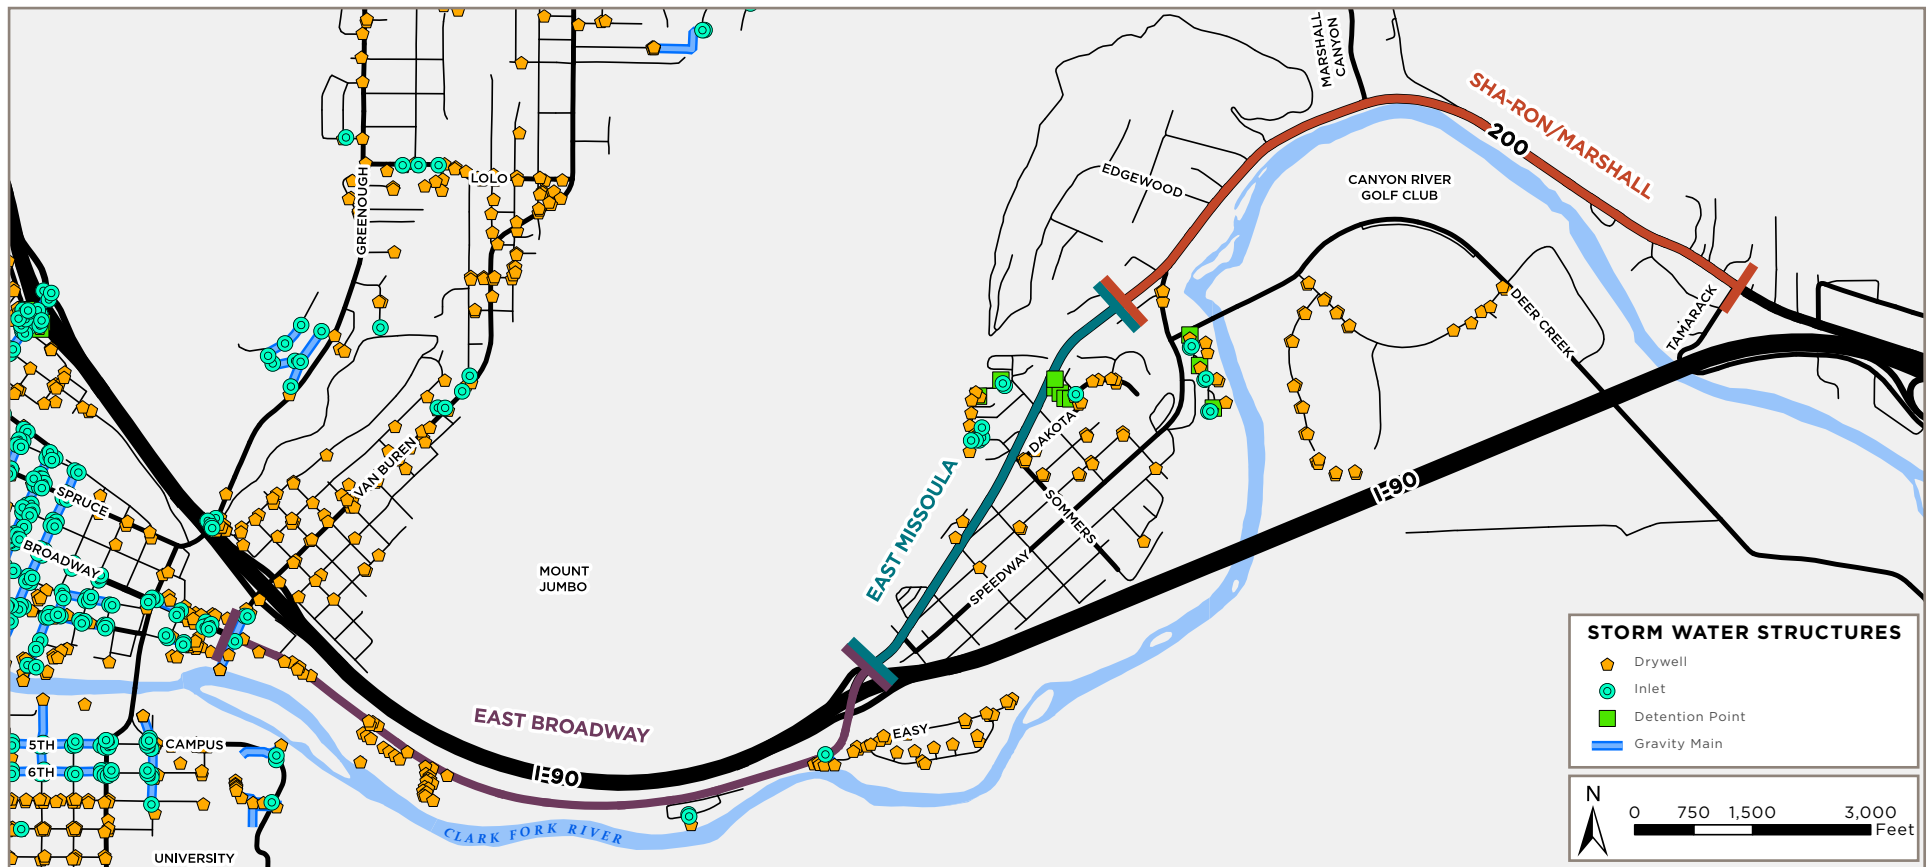 MARSHALL
CANYON
SHA-RON/MARSHALL
200
EDGEWOOD
CANYON RIVER
GOLF CLUB
LOLO
GREENOUGH
DEER CREEK
TAMARACK
DAKOTA
VAN BUREN
EAST MISSOULA
SOMMERS
I-90
SPRUCE
BROADWAY
MOUNT
JUMBO
SPEEDWAY
EAST BROADWAY
EASY
5TH
CAMPUS
6TH
I-90
CLARK FORK RIVER
UNIVERSITY
STORM WATER STRUCTURES
Drywell
Inlet
Detention Point
Gravity Main
N
0 750 1,500 3,000
Feet